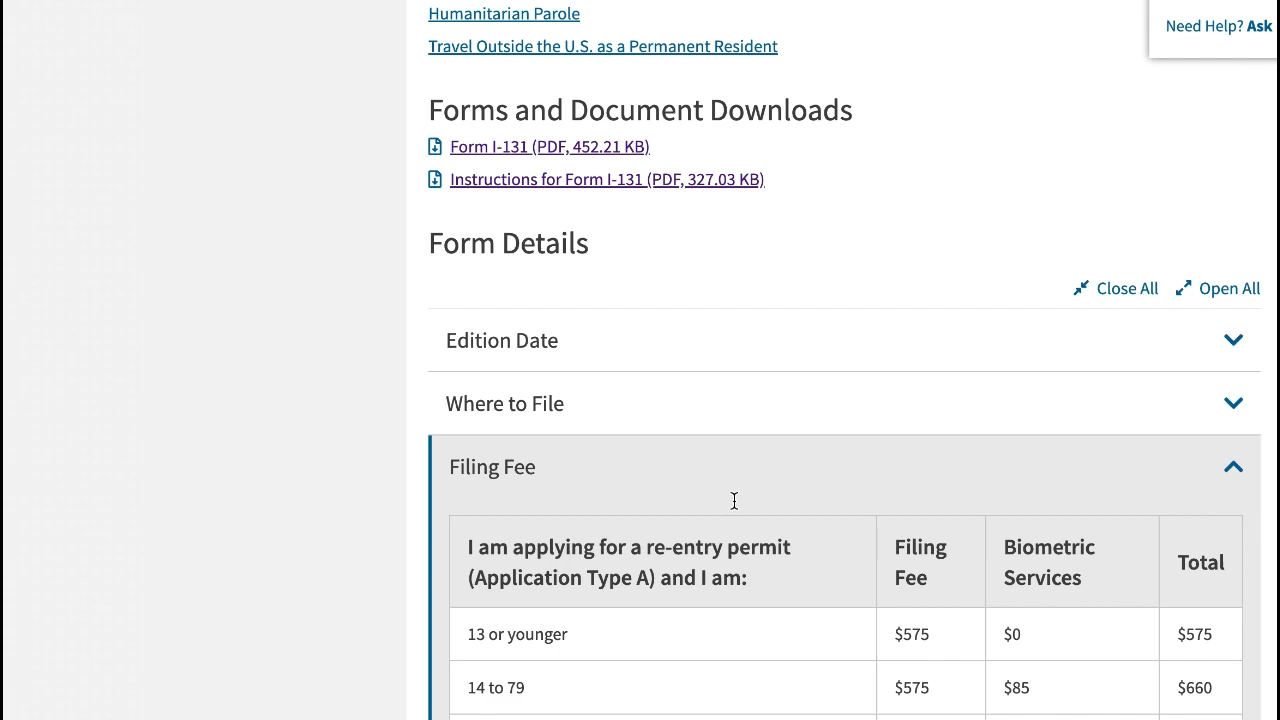 Humanitarian Parole
Need Help? Ask
Travel Outside the U.S. as a Permanent Resident
Forms and Document Downloads
Form I-131 (PDF, 452.21 KB)
Instructions for Form I-131 (PDF, 327.03 KB)
Form Details
Close All Open All
Edition Date
Where to File
Filing Fee
I am applying for a re-entry permit
(Application Type A) and I am:
Filing
Fee
Biometric
Services
Total
13 or younger $575 $0 $575
14 to 79 $575 $85 $660